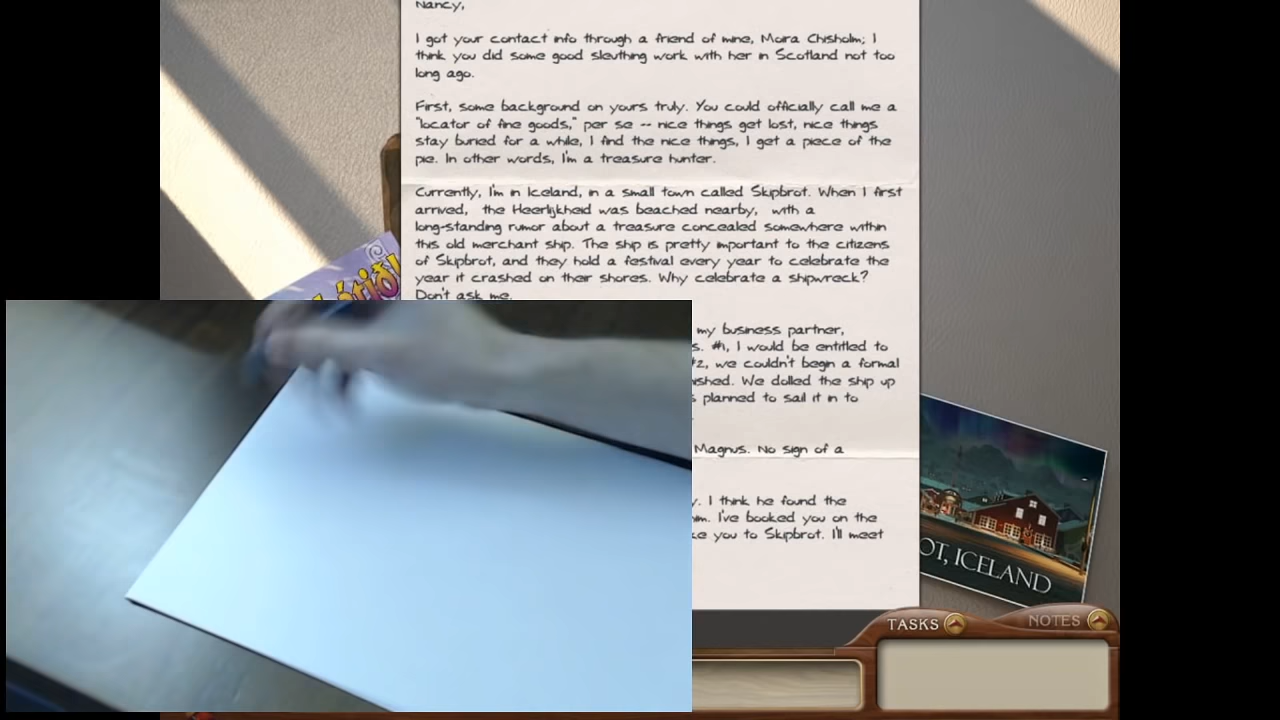 Nancy,
I got your contact info through a friend of mine, Moira Chisholm; I
think you did some good sleuthing work with her in Scotland not too
long ago.
First, some background on yours truly. You could officially call me a
"locator of fine goods," per se -- nice things get lost, nice things
stay buried for a while, I find the nice things, I get a piece of the
pie. In other words, I'm a treasure hunter.
Currently, I'm in Iceland, in a small town called Skipbrot. When I first
arrived, the Heerlijkheid was beached nearby, with a
long-standing rumor about a treasure concealed somewhere within
this old merchant ship. The ship is pretty important to the citizens
of Skipbrot, and they hold a festival every year to celebrate the
year it crashed on their shores. Why celebrate a shipwreck?
Don't ask me.
my business partner,
s. #1, I would be entitled to
#2, we couldn't begin a formal
ished. We dolled the ship up
s planned to sail it in to
Magnus. No sign of a
y. I think he found the
him. I've booked you on the
ke you to Skipbrot. I'll meet
OT, ICELAND
TASKS
NOTES